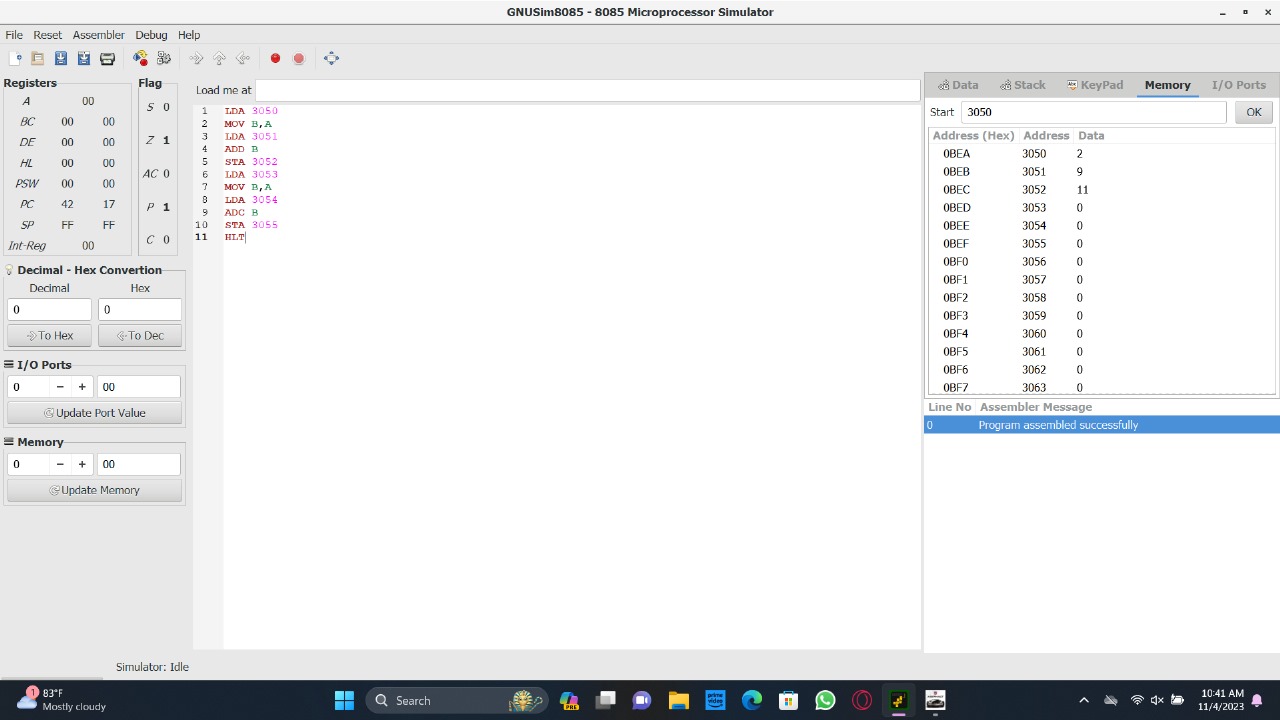 GNUSim8085 - 8085 Microprocessor Simulator
File Reset Assembler Debug Help
Registers
A 00
BC 00 00
DE 00 00
HL 00 00
PSW 00 00
PC 42 17
SP FF FF
Int-Reg 00
Flag
S 0
Z 1
AC 0
P 1
C 0
Decimal - Hex Convertion
Decimal Hex
0 0
To Hex To Dec
I/O Ports
0 − + 00
Update Port Value
Memory
0 − + 00
Update Memory
Load me at
1 LDA 3050
2 MOV B,A
3 LDA 3051
4 ADD B
5 STA 3052
6 LDA 3053
7 MOV B,A
8 LDA 3054
9 ADC B
10 STA 3055
11 HLT
Data Stack KeyPad Memory I/O Ports
Start 3050 OK
Address (Hex) Address Data
0BEA 3050 2
0BEB 3051 9
0BEC 3052 11
0BED 3053 0
0BEE 3054 0
0BEF 3055 0
0BF0 3056 0
0BF1 3057 0
0BF2 3058 0
0BF3 3059 0
0BF4 3060 0
0BF5 3061 0
0BF6 3062 0
0BF7 3063 0
Line No Assembler Message
0 Program assembled successfully
Simulator: Idle
1 83°F
Mostly cloudy
Search
PRE
prime video
10:41 AM
11/4/2023